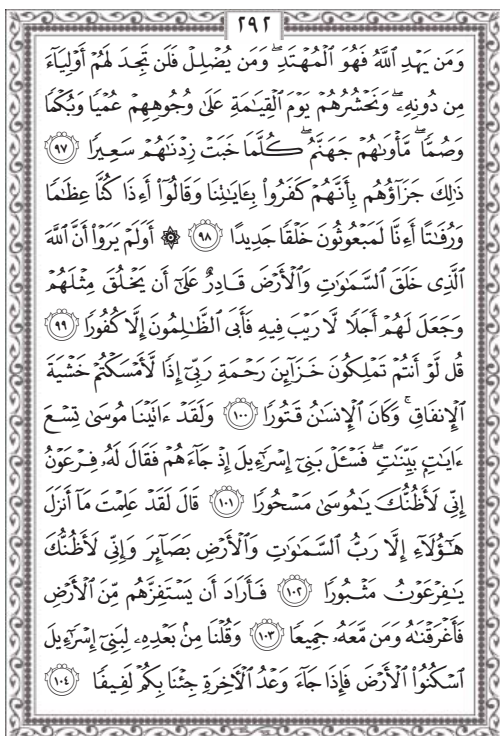 ٢٩٢
وَمَن يَهۡدِ ٱللَّهُ فَهُوَ ٱلۡمُهۡتَدِۖ وَمَن يُضۡلِلۡ فَلَن تَجِدَ لَهُمۡ أَوۡلِيَآءَ
مِن دُونِهِۦۖ وَنَحۡشُرُهُمۡ يَوۡمَ ٱلۡقِيَٰمَةِ عَلَىٰ وُجُوهِهِمۡ عُمۡيٗا وَبُكۡمٗا
وَصُمّٗاۖ مَّأۡوَىٰهُمۡ جَهَنَّمُۖ كُلَّمَا خَبَتۡ زِدۡنَٰهُمۡ سَعِيرٗا ٩٧
ذَٰلِكَ جَزَآؤُهُم بِأَنَّهُمۡ كَفَرُواْ بِـَٔايَٰتِنَا وَقَالُوٓاْ أَءِذَا كُنَّا عِظَٰمٗا
وَرُفَٰتًا أَءِنَّا لَمَبۡعُوثُونَ خَلۡقٗا جَدِيدًا ٩٨ ۞ أَوَلَمۡ يَرَوۡاْ أَنَّ ٱللَّهَ
ٱلَّذِي خَلَقَ ٱلسَّمَٰوَٰتِ وَٱلۡأَرۡضَ قَادِرٌ عَلَىٰٓ أَن يَخۡلُقَ مِثۡلَهُمۡ
وَجَعَلَ لَهُمۡ أَجَلٗا لَّا رَيۡبَ فِيهِ فَأَبَى ٱلظَّٰلِمُونَ إِلَّا كُفُورٗا ٩٩
قُل لَّوۡ أَنتُمۡ تَمۡلِكُونَ خَزَآئِنَ رَحۡمَةِ رَبِّيٓ إِذٗا لَّأَمۡسَكۡتُمۡ خَشۡيَةَ
ٱلۡإِنفَاقِۚ وَكَانَ ٱلۡإِنسَٰنُ قَتُورٗا ١٠٠ وَلَقَدۡ ءَاتَيۡنَا مُوسَىٰ تِسۡعَ
ءَايَٰتِۭ بَيِّنَٰتٖۖ فَسۡـَٔلۡ بَنِيٓ إِسۡرَٰٓءِيلَ إِذۡ جَآءَهُمۡ فَقَالَ لَهُۥ فِرۡعَوۡنُ
إِنِّي لَأَظُنُّكَ يَٰمُوسَىٰ مَسۡحُورٗا ١٠١ قَالَ لَقَدۡ عَلِمۡتَ مَآ أَنزَلَ
هَٰٓؤُلَآءِ إِلَّا رَبُّ ٱلسَّمَٰوَٰتِ وَٱلۡأَرۡضِ بَصَآئِرَ وَإِنِّي لَأَظُنُّكَ
يَٰفِرۡعَوۡنُ مَثۡبُورٗا ١٠٢ فَأَرَادَ أَن يَسۡتَفِزَّهُم مِّنَ ٱلۡأَرۡضِ
فَأَغۡرَقۡنَٰهُ وَمَن مَّعَهُۥ جَمِيعٗا ١٠٣ وَقُلۡنَا مِنۢ بَعۡدِهِۦ لِبَنِيٓ إِسۡرَٰٓءِيلَ
ٱسۡكُنُواْ ٱلۡأَرۡضَ فَإِذَا جَآءَ وَعۡدُ ٱلۡأٓخِرَةِ جِئۡنَا بِكُمۡ لَفِيفٗا ١٠٤